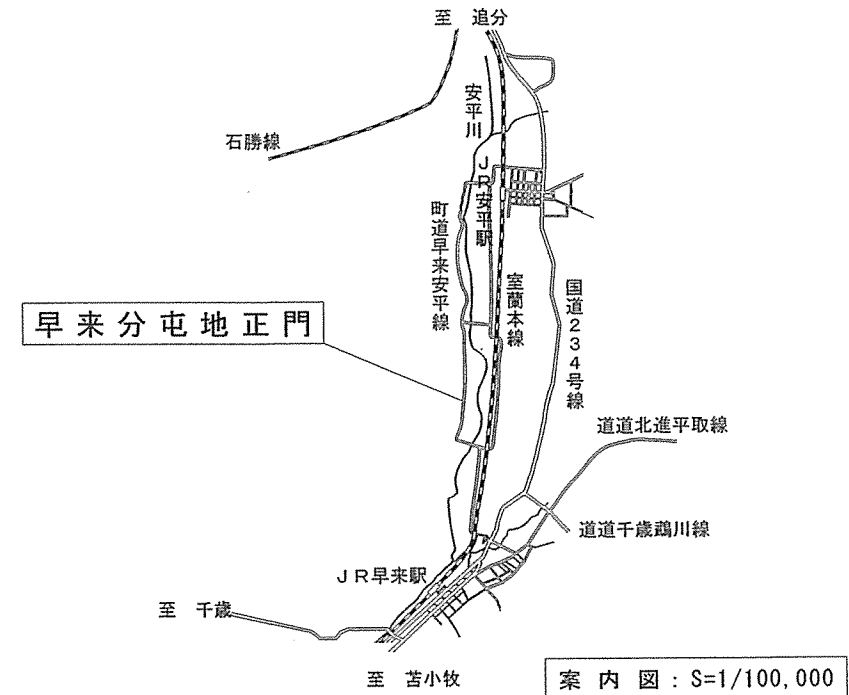 至　追分
安平川
石勝線
ＪＲ安平駅
町道早来安平線
室蘭本線
国道２３４号線
早来分屯地正門
道道北進平取線
道道千歳鵡川線
ＪＲ早来駅
至　千歳
至　苫小牧
案内図：S=1/100,000